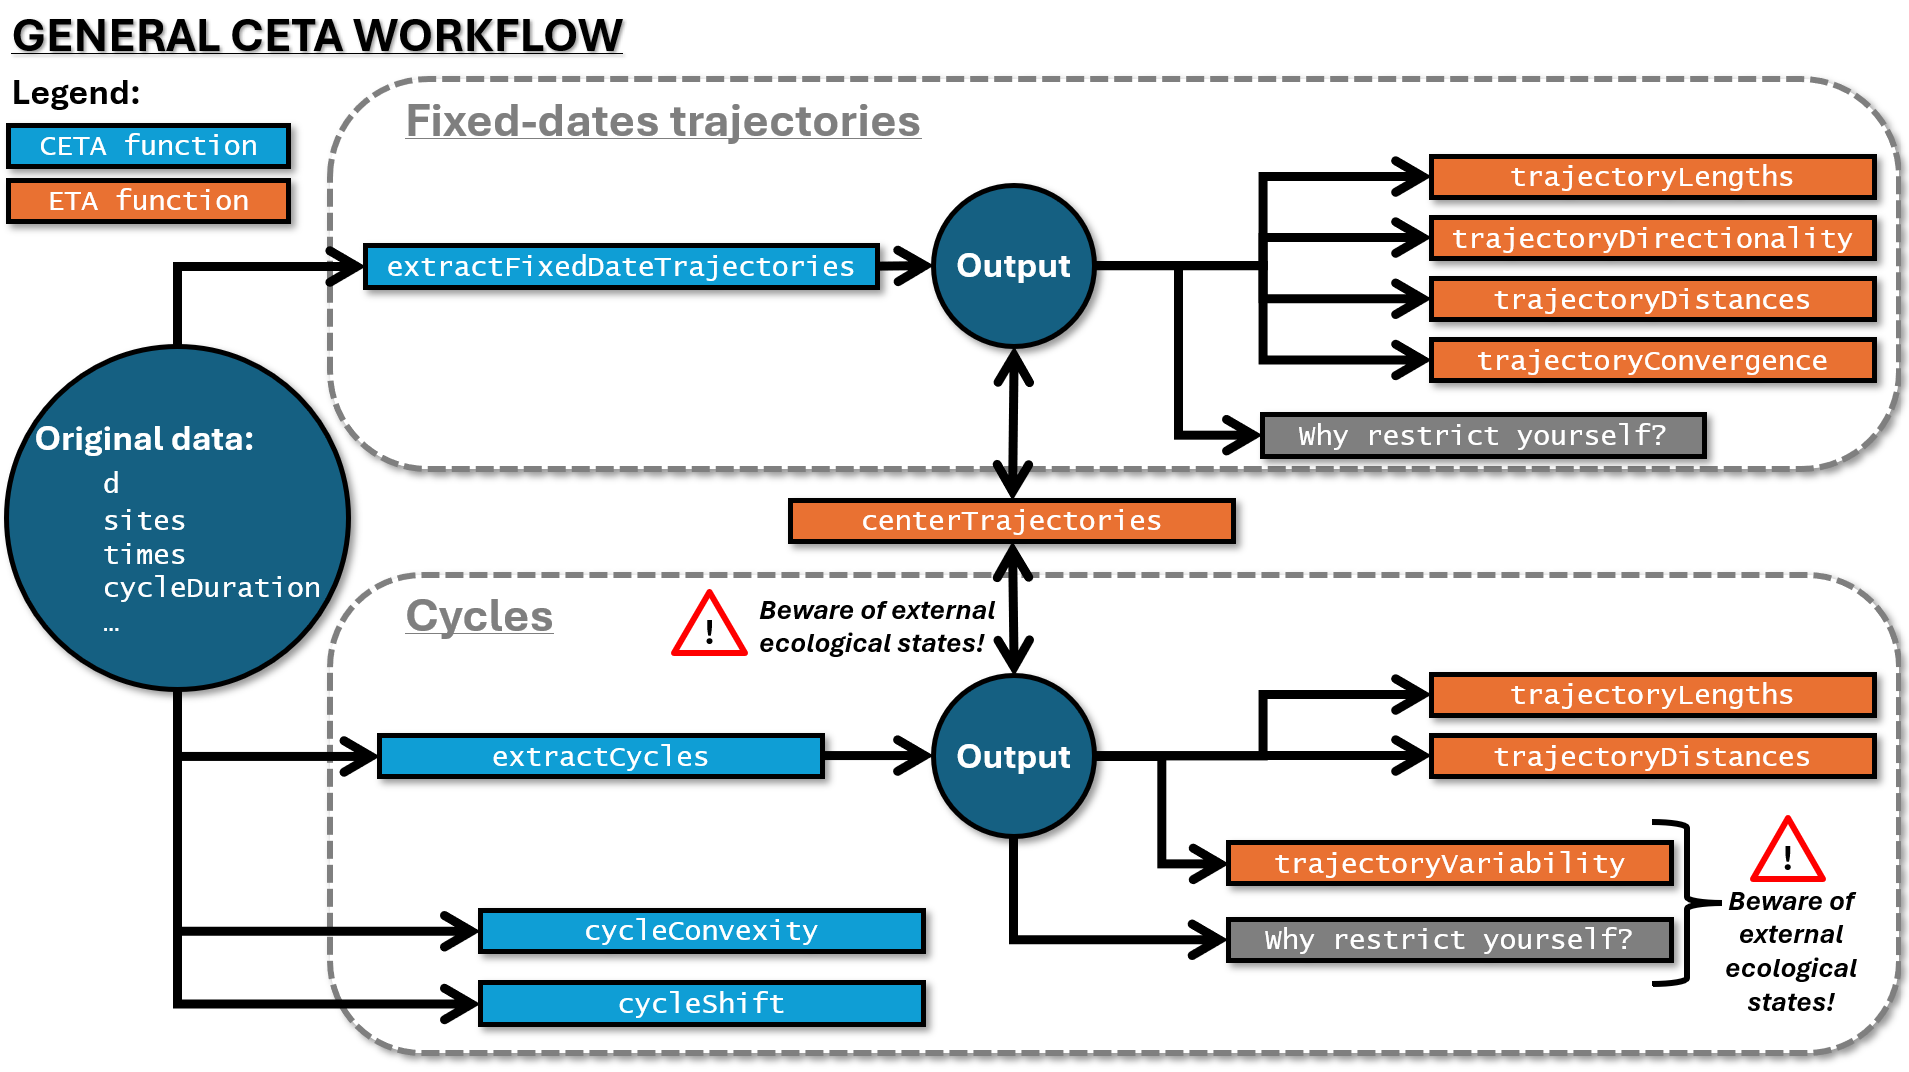 GENERAL CETA WORKFLOW
Legend:
CETA function
ETA function
Fixed-dates trajectories
extractFixedDateTrajectories
Output
trajectoryLengths
trajectoryDirectionality
trajectoryDistances
trajectoryConvergence
Why restrict yourself?
Original data:
d
sites
times
cycleDuration
…
centerTrajectories
Cycles
!
Beware of external
ecological states!
extractCycles
Output
trajectoryLengths
trajectoryDistances
trajectoryVariability
Why restrict yourself?
!
Beware of
external
ecological
states!
cycleConvexity
cycleShift